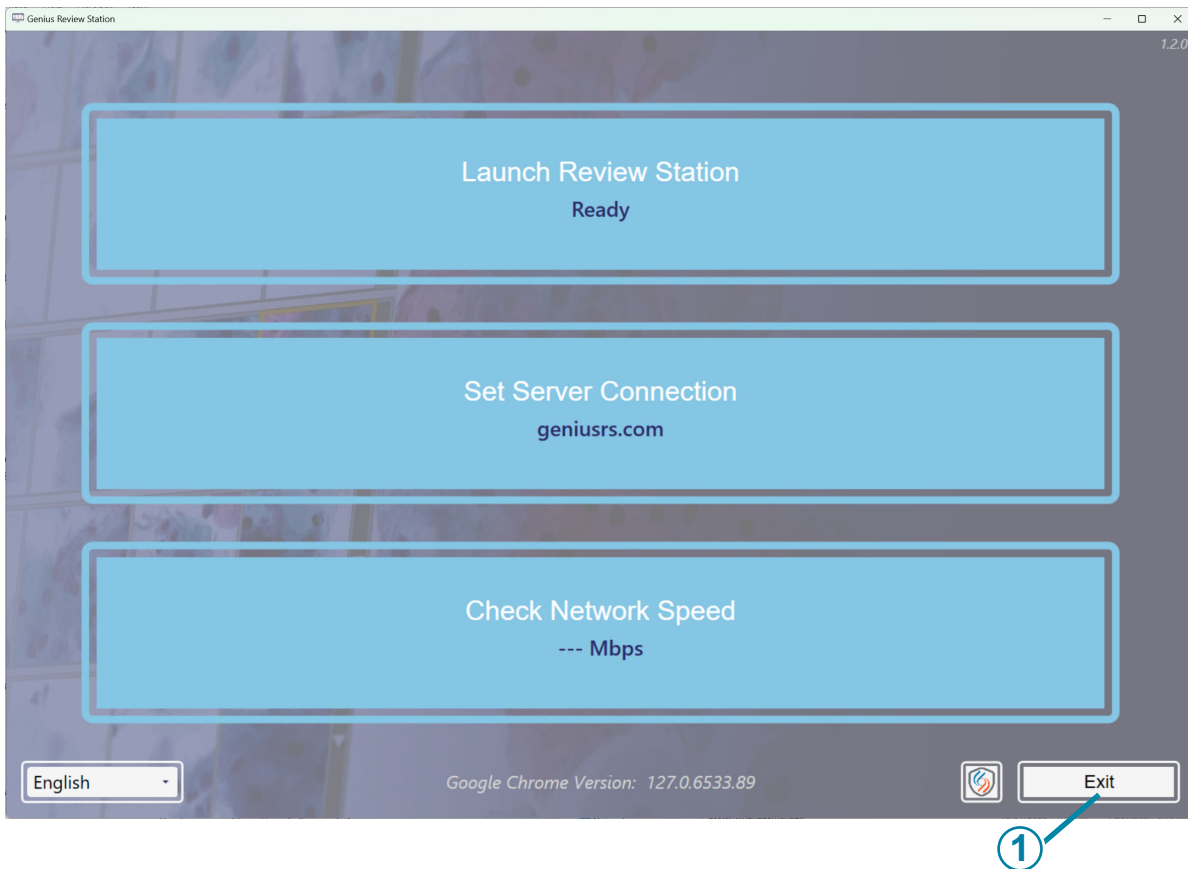 Genius Review Station
1.2.0
Launch Review Station
Ready
Set Server Connection
geniusrs.com
Check Network Speed
--- Mbps
English
Google Chrome Version: 127.0.6533.89
Exit
1